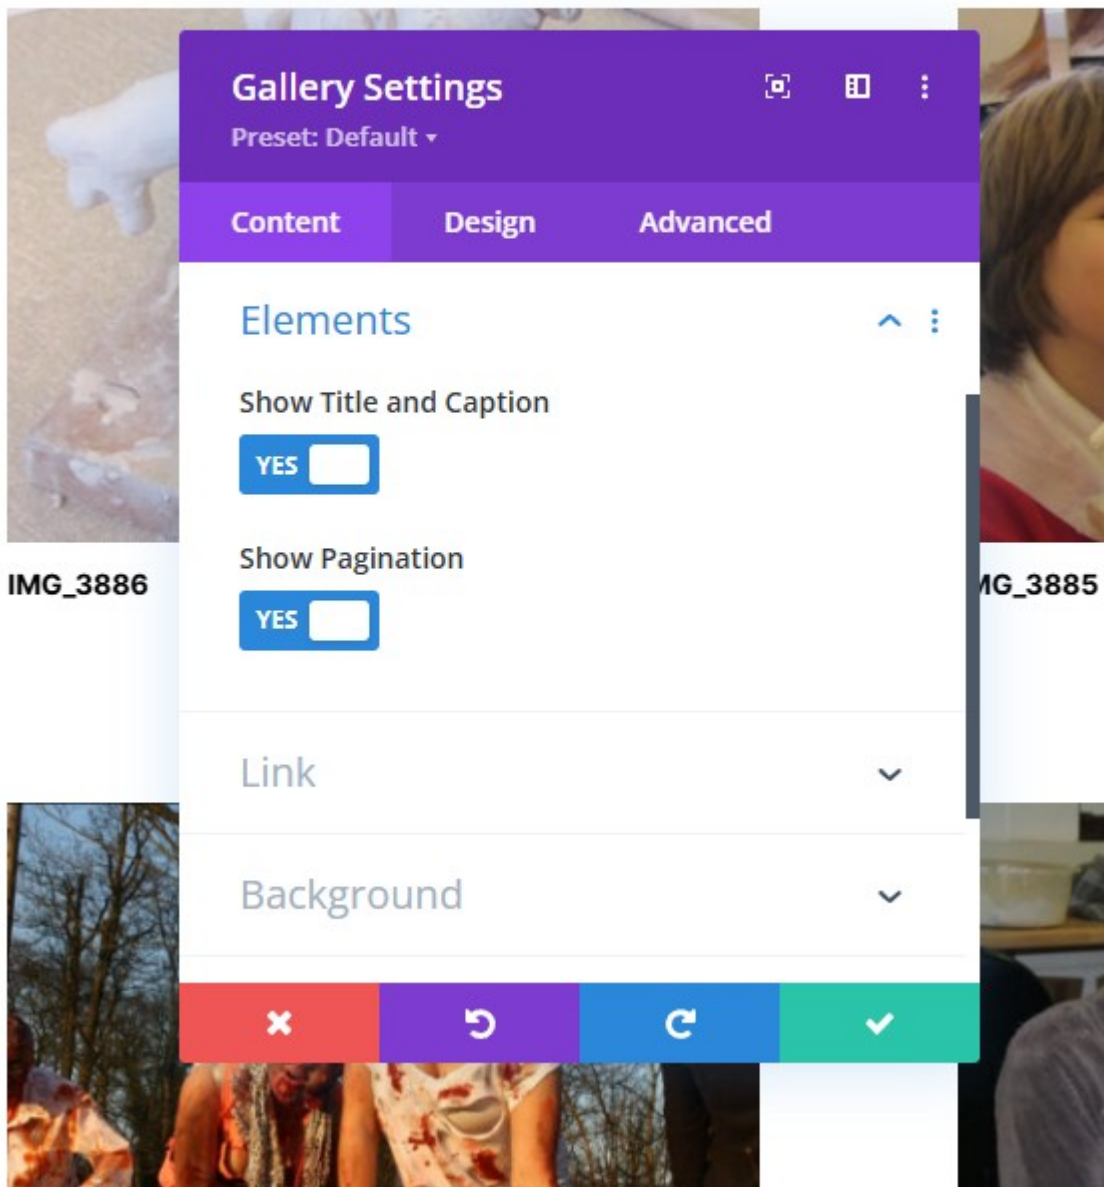 Gallery Settings
Preset: Default
Content Design Advanced
Elements
Show Title and Caption
YES
Show Pagination
YES
IMG_3886
MG_3885
Link
Background